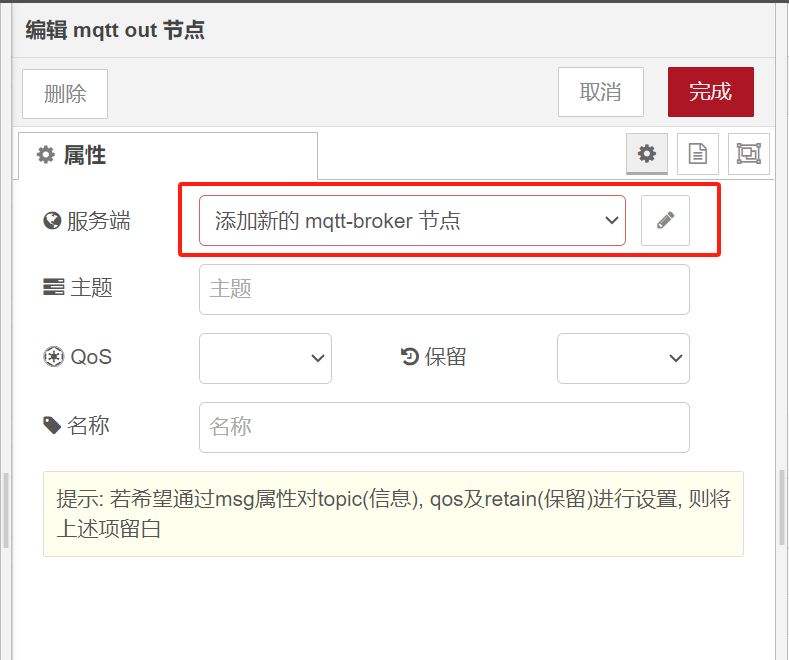 编辑 mqtt out 节点
删除
取消
完成
属性
服务端
添加新的 mqtt-broker 节点
主题
主题
QoS
保留
名称
名称
提示: 若希望通过msg属性对topic(信息), qos及retain(保留)进行设置, 则将
上述项留白